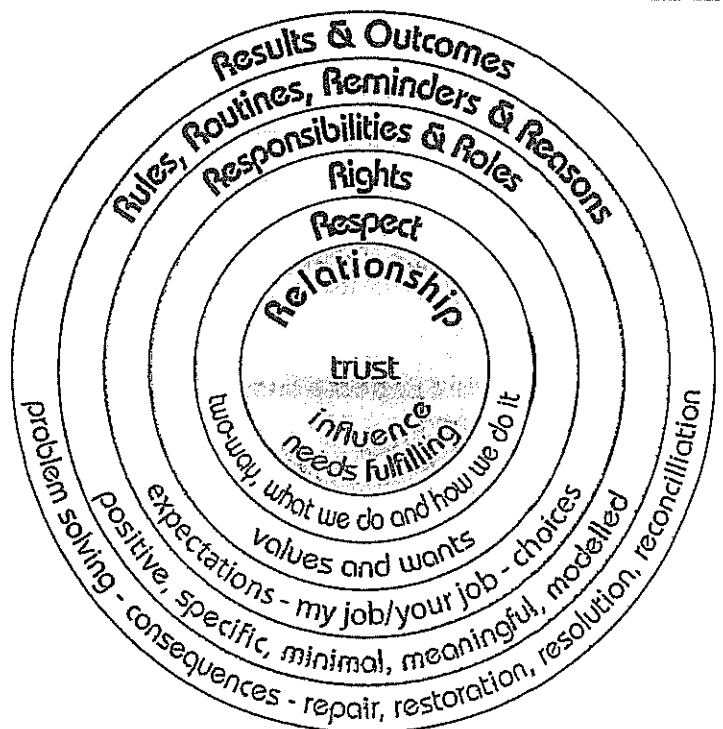 Results & Outcomes
Rules, Routines, Reminders & Reasons
Responsibilities & Roles
Rights
Respect
Relationship
trust
influence
needs fulfilling
two-way, what we do and how we do it
values and wants
expectations - my job/your job - choices
positive, specific, minimal, meaningful, modelled
problem solving - consequences - repair, restoration, resolution, reconcilliation